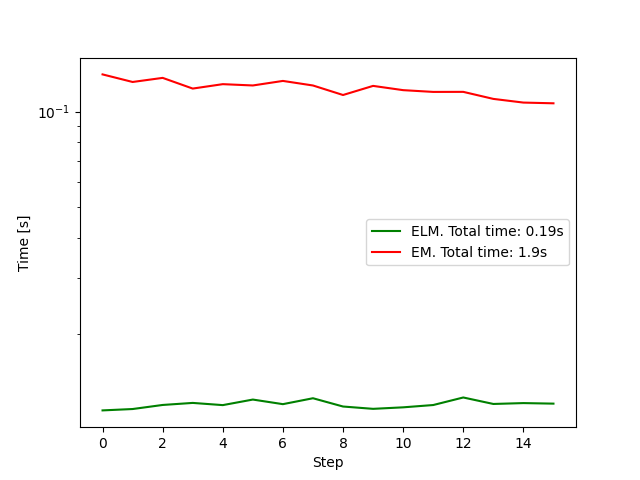 10⁻¹
Time [s]
ELM. Total time: 0.19s
EM. Total time: 1.9s
0 2 4 6 8 10 12 14
Step